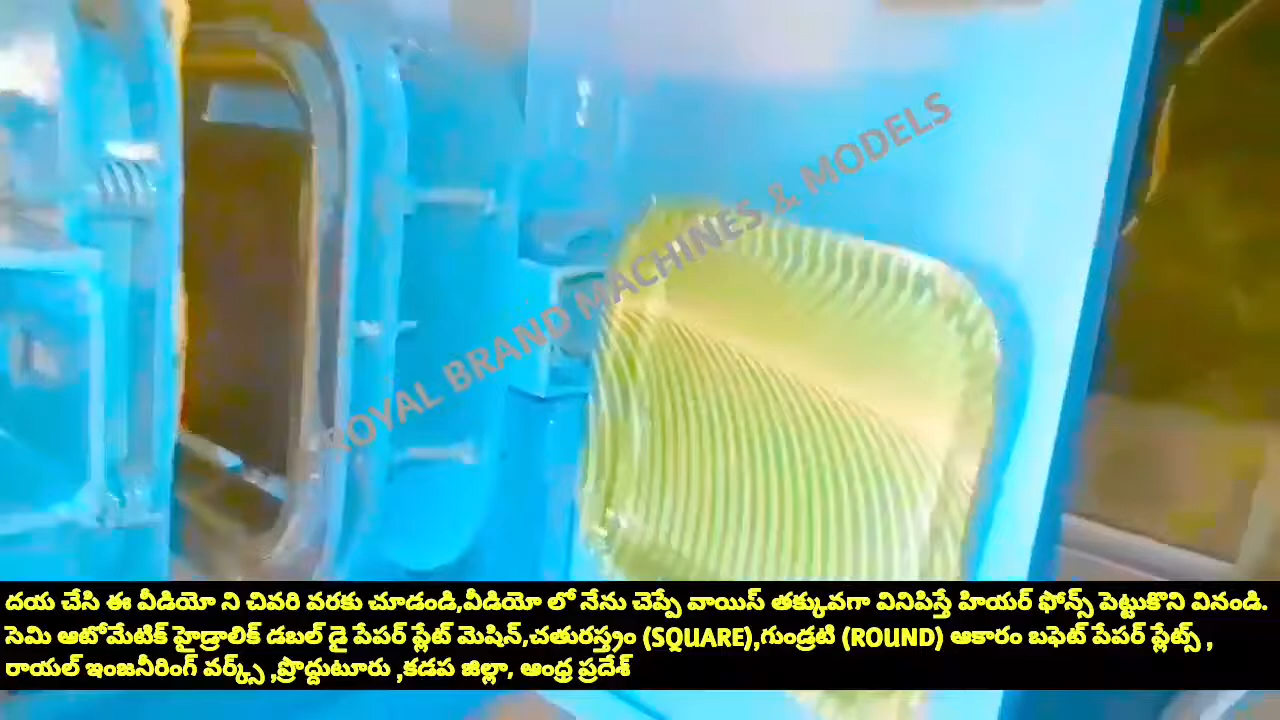 ROYAL BRAND MACHINES & MODELS
దయ చేసి ఈ వీడియో ని చివరి వరకు చూడండి,వీడియో లో నేను చెప్పే వాయిస్ తక్కువగా వినిపిస్తే హియర్ ఫోన్స్ పెట్టుకొని వినండి.
సెమి ఆటోమేటిక్ హైడ్రాలిక్ డబల్ డై పేపర్ ప్లేట్ మెషిన్,చతురస్త్రం (SQUARE),గుండ్రటి (ROUND) ఆకారం బఫెట్ పేపర్ ప్లేట్స్ ,
రాయల్ ఇంజనీరింగ్ వర్క్స్ ,ప్రొద్దుటూరు ,కడప జిల్లా, ఆంధ్ర ప్రదేశ్